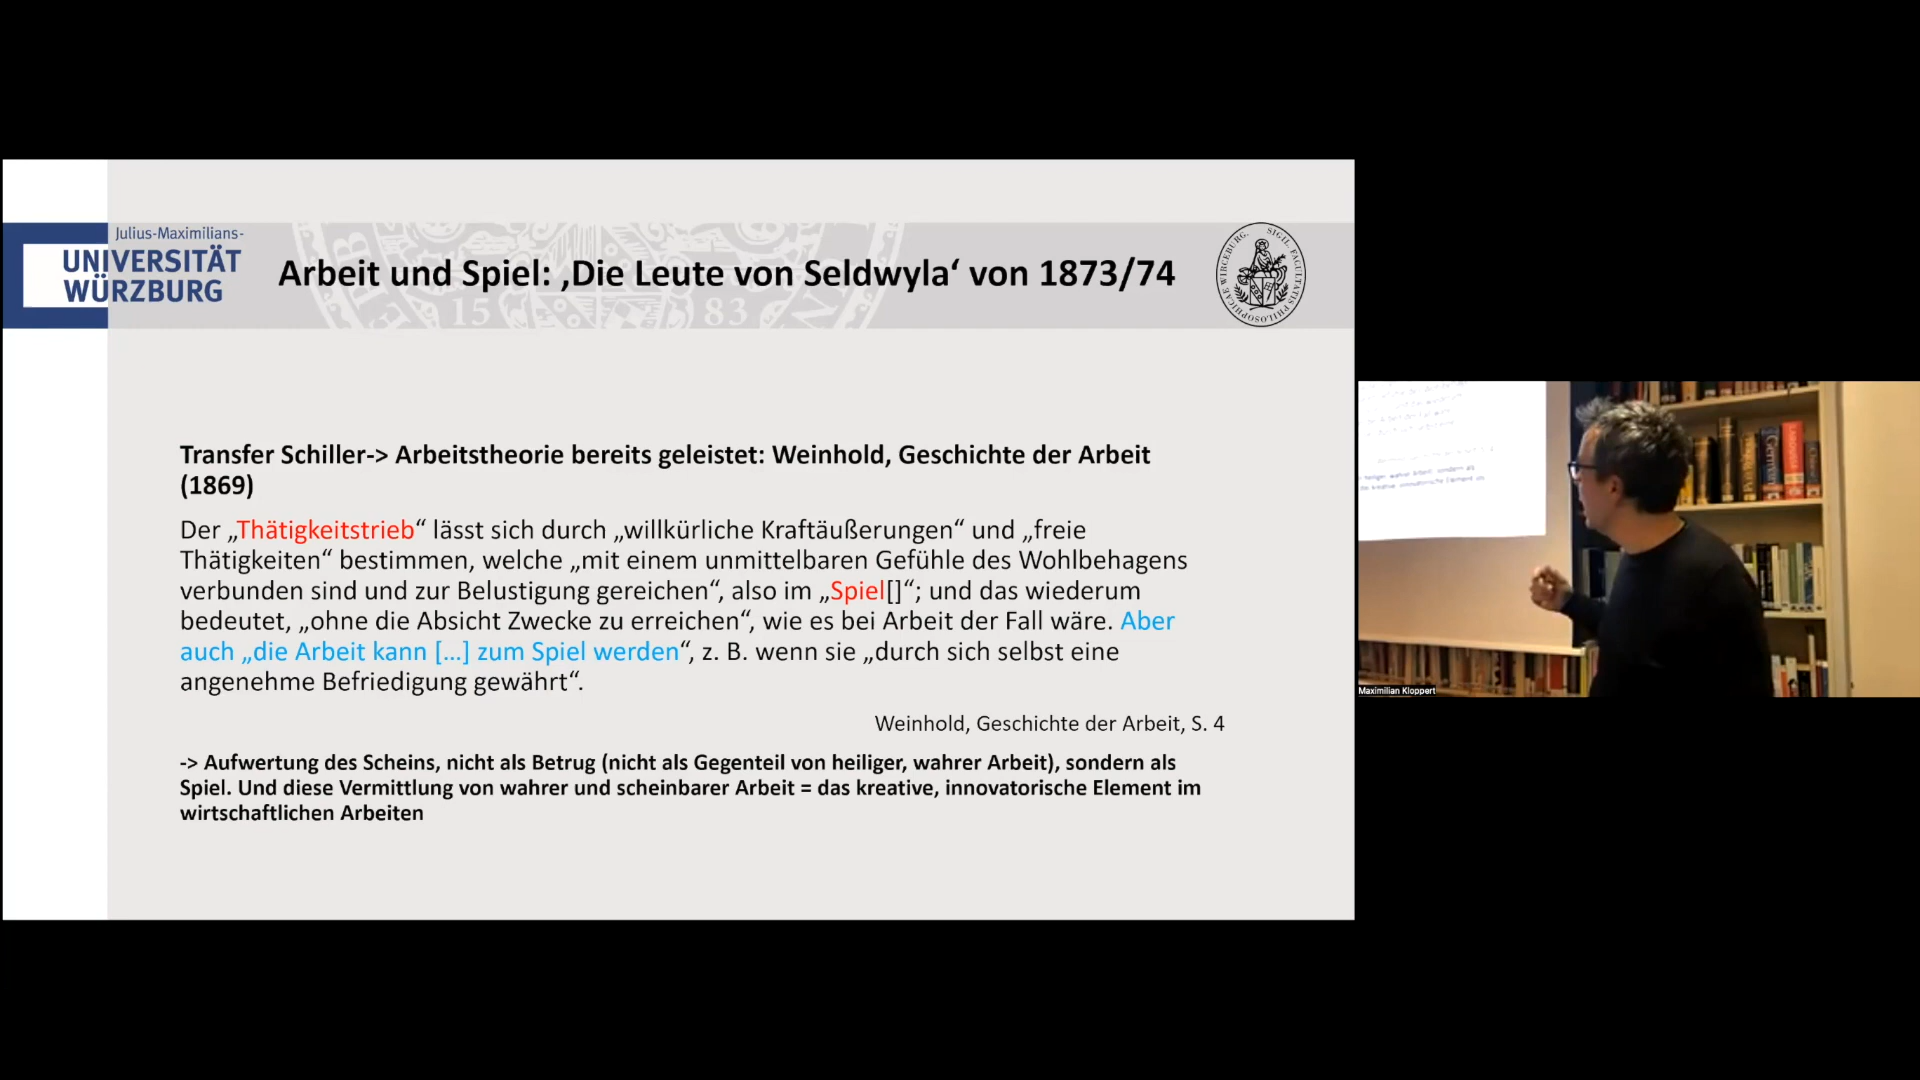 Julius-Maximilians-
UNIVERSITÄT
WÜRZBURG
Arbeit und Spiel: ‚Die Leute von Seldwyla‘ von 1873/74
15 83
SIGIL. FACULTATIS PHILOSOPHICAE WIRCEBURG.
Transfer Schiller-> Arbeitstheorie bereits geleistet: Weinhold, Geschichte der Arbeit
(1869)
Der „Thätigkeitstrieb“ lässt sich durch „willkürliche Kraftäußerungen“ und „freie
Thätigkeiten“ bestimmen, welche „mit einem unmittelbaren Gefühle des Wohlbehagens
verbunden sind und zur Belustigung gereichen“, also im „Spiel[]“; und das wiederum
bedeutet, „ohne die Absicht Zwecke zu erreichen“, wie es bei Arbeit der Fall wäre. Aber
auch „die Arbeit kann [...] zum Spiel werden“, z. B. wenn sie „durch sich selbst eine
angenehme Befriedigung gewährt“.
Weinhold, Geschichte der Arbeit, S. 4
-> Aufwertung des Scheins, nicht als Betrug (nicht als Gegenteil von heiliger, wahrer Arbeit), sondern als
Spiel. Und diese Vermittlung von wahrer und scheinbarer Arbeit = das kreative, innovatorische Element im
wirtschaftlichen Arbeiten
Maximilian Kloppert